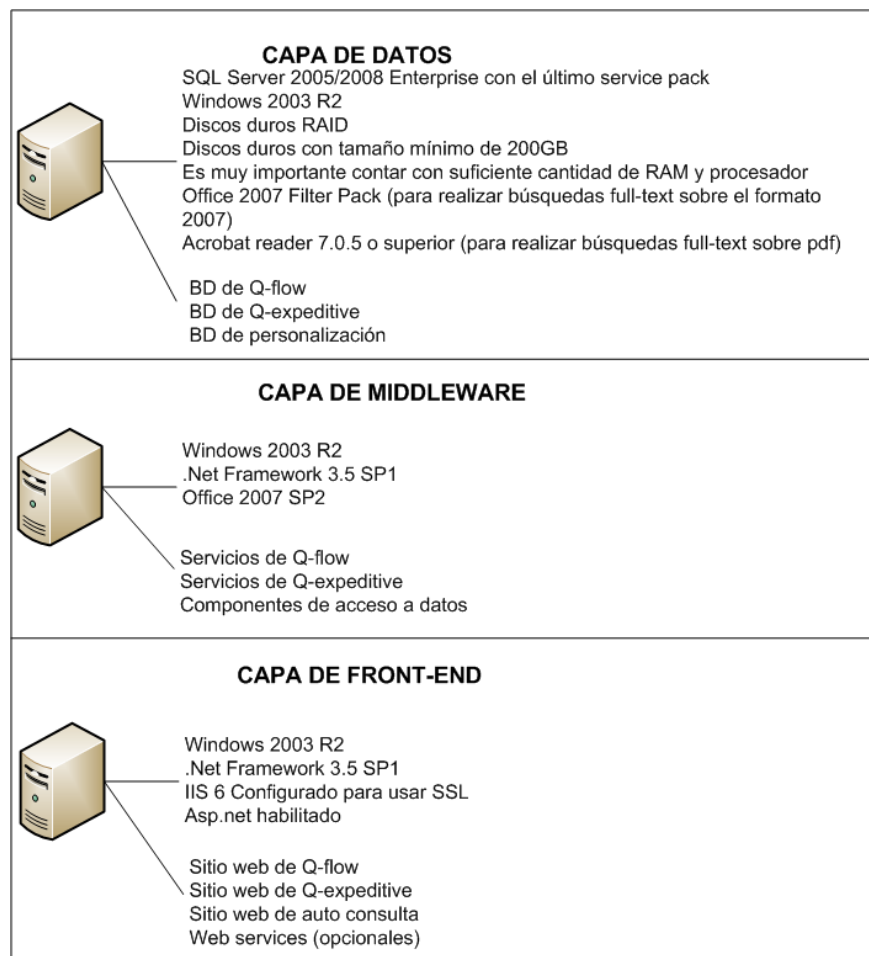 CAPA DE DATOS
SQL Server 2005/2008 Enterprise con el último service pack
Windows 2003 R2
Discos duros RAID
Discos duros con tamaño mínimo de 200GB
Es muy importante contar con suficiente cantidad de RAM y procesador
Office 2007 Filter Pack (para realizar búsquedas full-text sobre el formato
2007)
Acrobat reader 7.0.5 o superior (para realizar búsquedas full-text sobre pdf)
BD de Q-flow
BD de Q-expeditive
BD de personalización
CAPA DE MIDDLEWARE
Windows 2003 R2
.Net Framework 3.5 SP1
Office 2007 SP2
Servicios de Q-flow
Servicios de Q-expeditive
Componentes de acceso a datos
CAPA DE FRONT-END
Windows 2003 R2
.Net Framework 3.5 SP1
IIS 6 Configurado para usar SSL
Asp.net habilitado
Sitio web de Q-flow
Sitio web de Q-expeditive
Sitio web de auto consulta
Web services (opcionales)